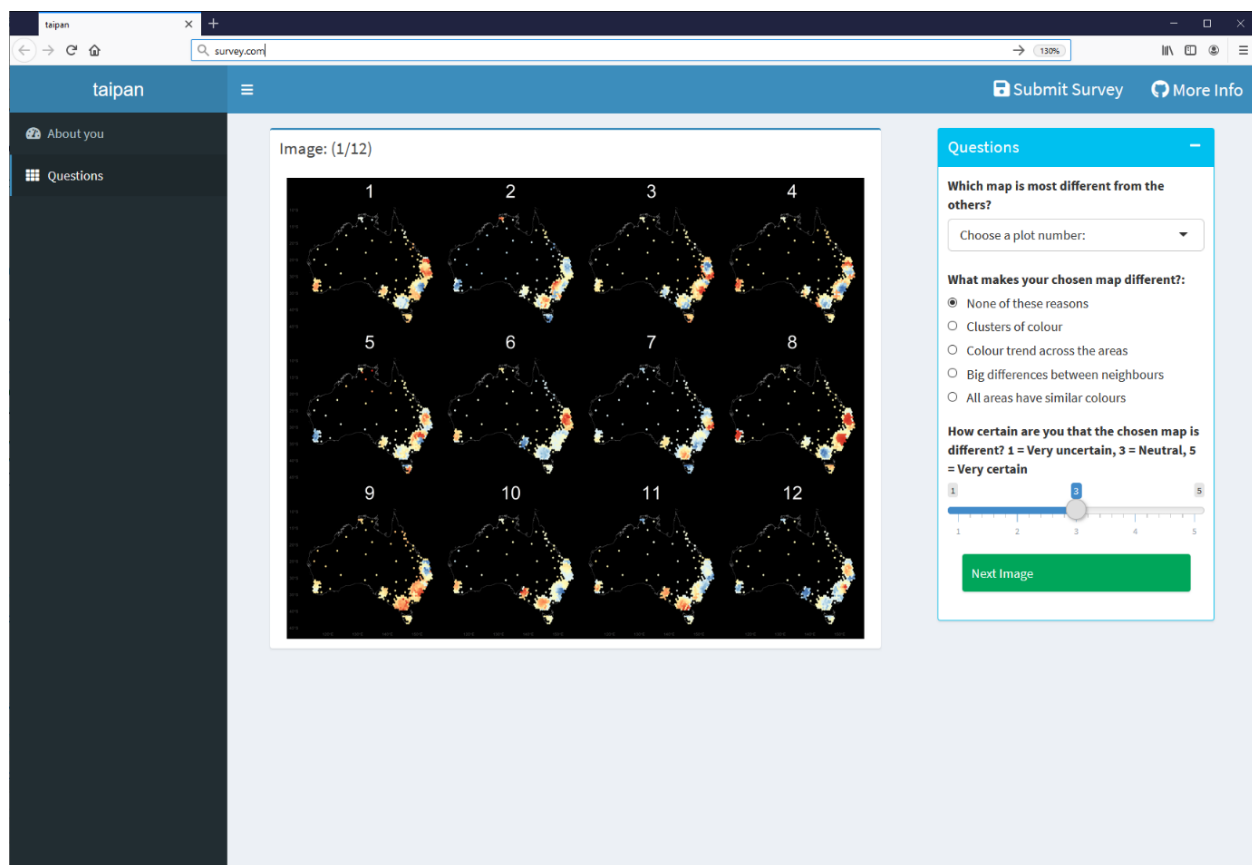 taipan
survey.com
130%
taipan
Submit Survey
More Info
About you
Questions
Image: (1/12)
1 2 3 4
5 6 7 8
9 10 11 12
Questions
Which map is most different from the
others?
Choose a plot number:
What makes your chosen map different?:
None of these reasons
Clusters of colour
Colour trend across the areas
Big differences between neighbours
All areas have similar colours
How certain are you that the chosen map is
different? 1 = Very uncertain, 3 = Neutral, 5
= Very certain
1 3 5
1 2 3 4 5
Next Image